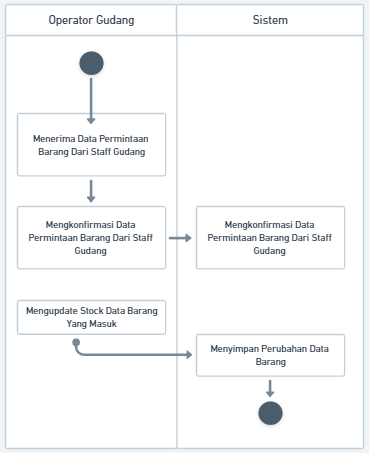 Operator Gudang
Sistem
Menerima Data Permintaan
Barang Dari Staff Gudang
Mengkonfirmasi Data
Permintaan Barang Dari Staff
Gudang
Mengkonfirmasi Data
Permintaan Barang Dari Staff
Gudang
Mengupdate Stock Data Barang
Yang Masuk
Menyimpan Perubahan Data
Barang